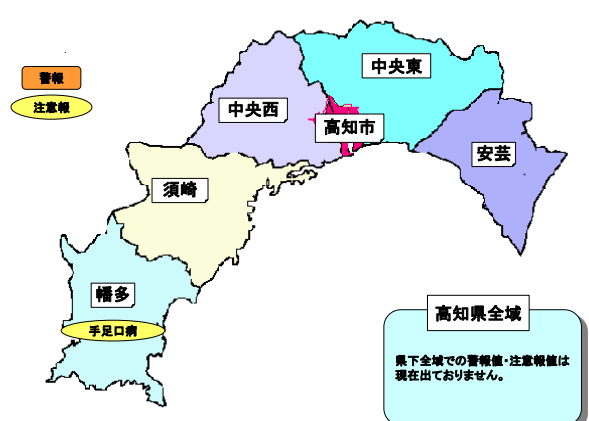 警報
注意報
中央東
中央西
高知市
安芸
須崎
幡多
手足口病
高知県全域
県下全域での警報値・注意報値は
現在出ておりません。